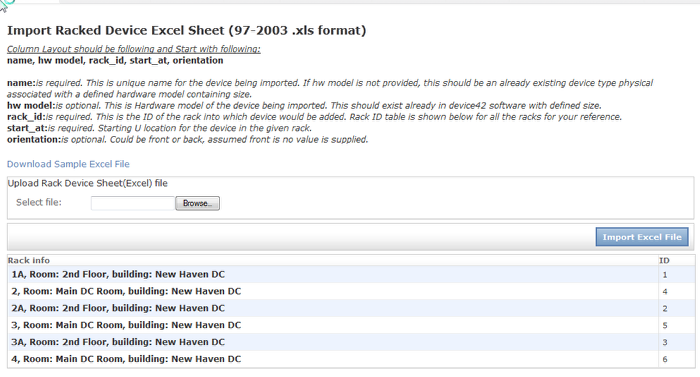 Import Racked Device Excel Sheet (97-2003 .xls format)
Column Layout should be following and Start with following:
name, hw model, rack_id, start_at, orientation
name:is required. This is unique name for the device being imported. If hw model is not provided, this should be an already existing device type physical
associated with a defined hardware model containing size.
hw model:is optional. This is Hardware model of the device being imported. This should exist already in device42 software with defined size.
rack_id:is required. This is the ID of the rack into which device would be added. Rack ID table is shown below for all the racks for your reference.
start_at:is required. Starting U location for the device in the given rack.
orientation:is optional. Could be front or back, assumed front is no value is supplied.
Download Sample Excel File
Upload Rack Device Sheet(Excel) file
Select file: Browse...
Import Excel File
Rack info ID
1A, Room: 2nd Floor, building: New Haven DC 1
2, Room: Main DC Room, building: New Haven DC 4
2A, Room: 2nd Floor, building: New Haven DC 2
3, Room: Main DC Room, building: New Haven DC 5
3A, Room: 2nd Floor, building: New Haven DC 3
4, Room: Main DC Room, building: New Haven DC 6